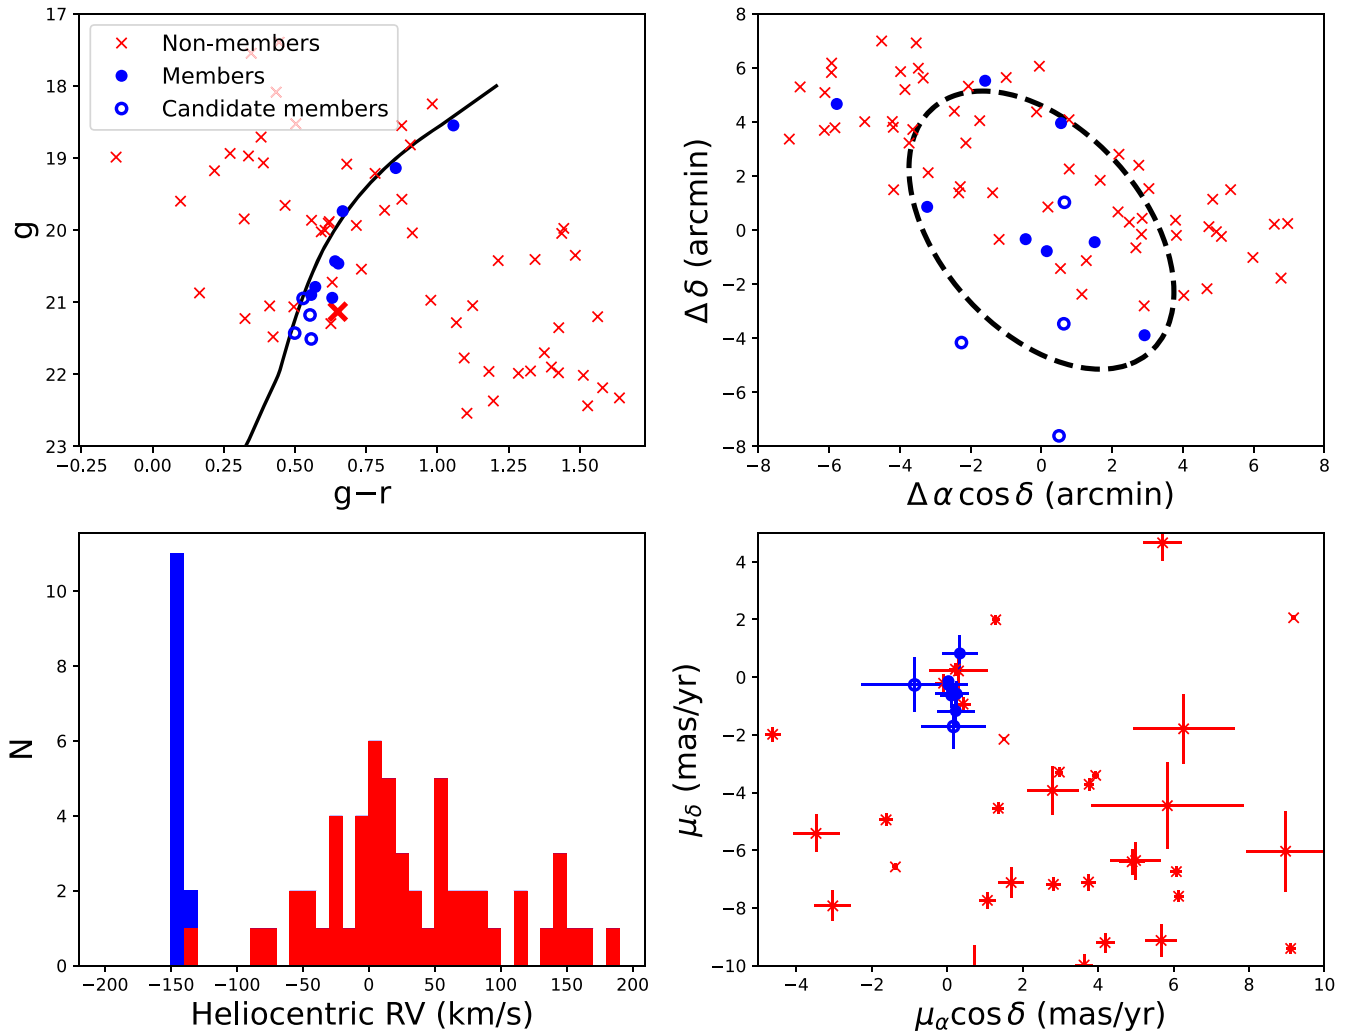 17
18
19
20
21
22
23
g
Non-members
Members
Candidate members
−0.25 0.00 0.25 0.50 0.75 1.00 1.25 1.50
g−r
8
6
4
2
0
−2
−4
−6
−8
Δδ (arcmin)
−8 −6 −4 −2 0 2 4 6 8
Δ α cos δ (arcmin)
10
8
6
4
2
0
N
−200 −150 −100 −50 0 50 100 150 200
Heliocentric RV (km/s)
4
2
0
−2
−4
−6
−8
−10
μδ (mas/yr)
−4 −2 0 2 4 6 8 10
μα cos δ (mas/yr)